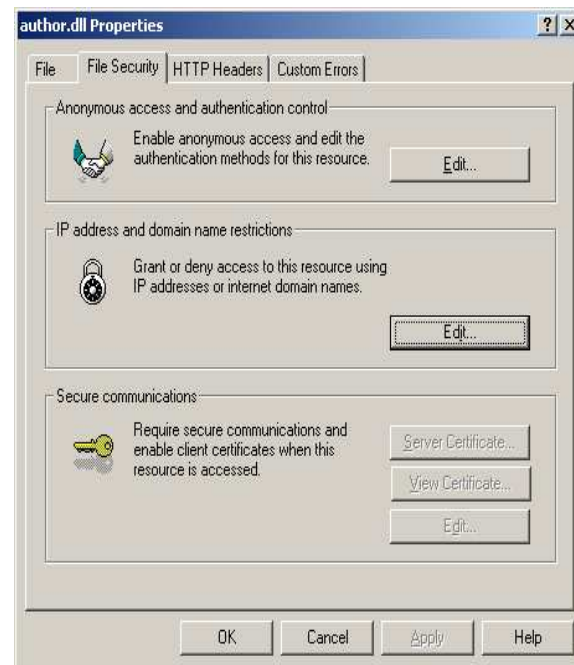 author.dll Properties
? X
File File Security HTTP Headers Custom Errors
Anonymous access and authentication control
Enable anonymous access and edit the
authentication methods for this resource.
Edit...
IP address and domain name restrictions
Grant or deny access to this resource using
IP addresses or internet domain names.
Edit...
Secure communications
Require secure communications and
enable client certificates when this
resource is accessed.
Server Certificate...
View Certificate...
Edit...
OK Cancel Apply Help